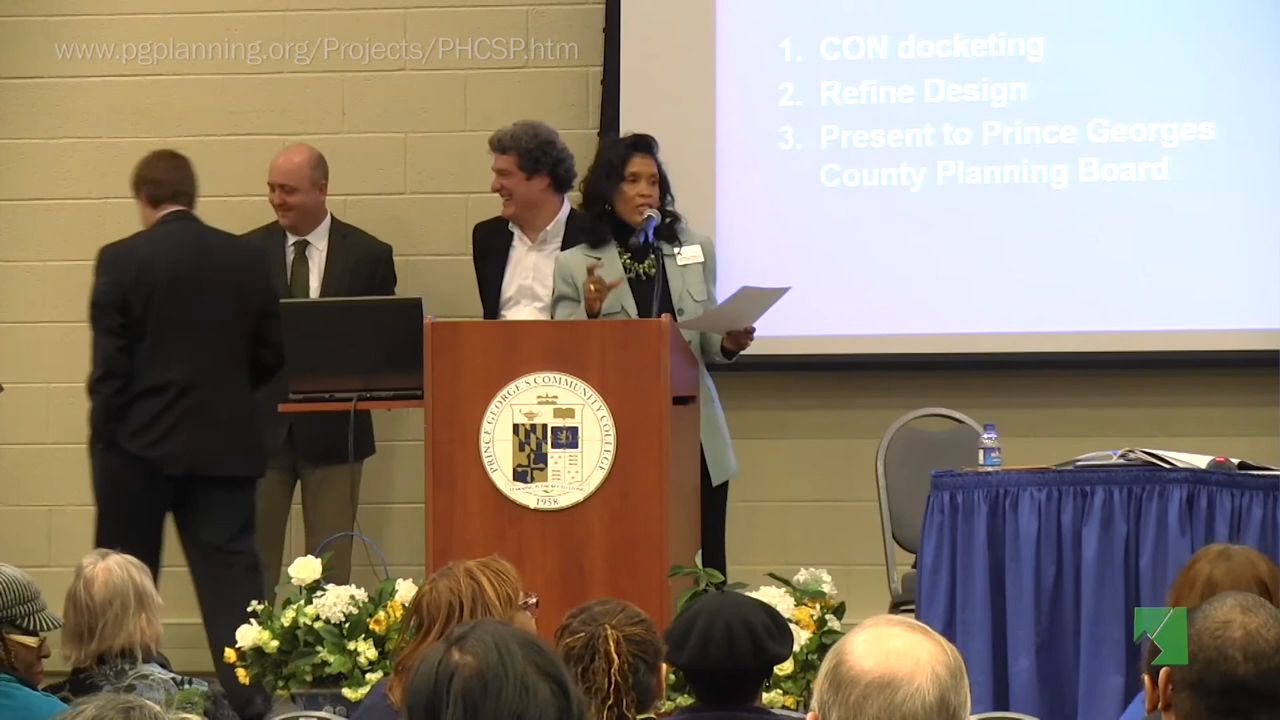 www.pgplanning.org/Projects/PHCSP.htm
1. CON docketing
2. Refine Design
3. Present to Prince Georges
County Planning Board
PRINCE GEORGE'S COMMUNITY COLLEGE
1958